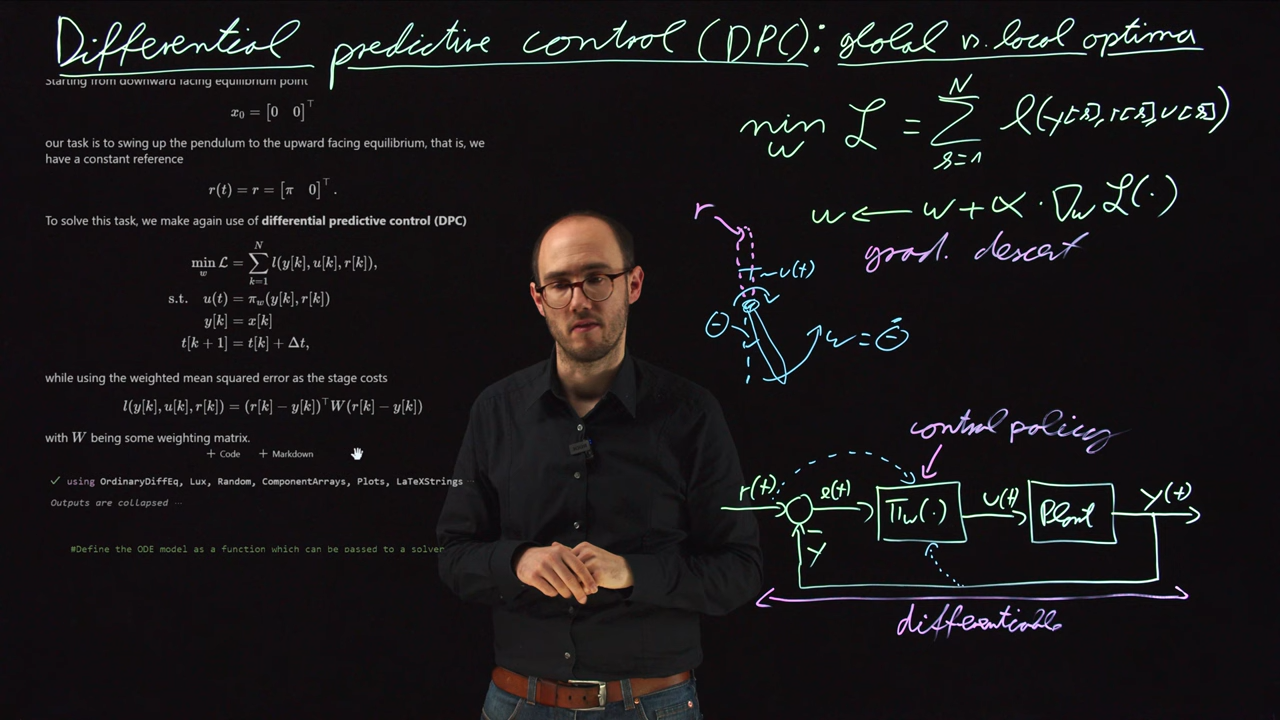 Differential predictive control (DPC): global vs. local optima
Starting from downward facing equilibrium point
x₀ = [0 0]^⊤
our task is to swing up the pendulum to the upward facing equilibrium, that is, we
have a constant reference
r(t) = r = [π 0]^⊤.
To solve this task, we make again use of differential predictive control (DPC)
min_w ℒ = ∑_{k=1}^{N} l(y[k], u[k], r[k]),
s.t. u(t) = π_w(y[k], r[k])
y[k] = x[k]
t[k + 1] = t[k] + Δt,
while using the weighted mean squared error as the stage costs
l(y[k], u[k], r[k]) = (r[k] − y[k])^⊤ W(r[k] − y[k])
with W being some weighting matrix.
+ Code + Markdown
✓ using OrdinaryDiffEq, Lux, Random, ComponentArrays, Plots, LaTeXStrings ···
Outputs are collapsed ···
#Define the ODE model as a function which can be passed to a solver
min_w ℒ = ∑_{k=1}^{N} l(y[k], r[k], u[k])
w ← w + α · ∇_w ℒ(·)
grad. descent
r
u(t)
Θ
ω = Θ̇
control policy
r(t) e(t) π_w(·) u(t) Plant y(t)
−
y
differentiable